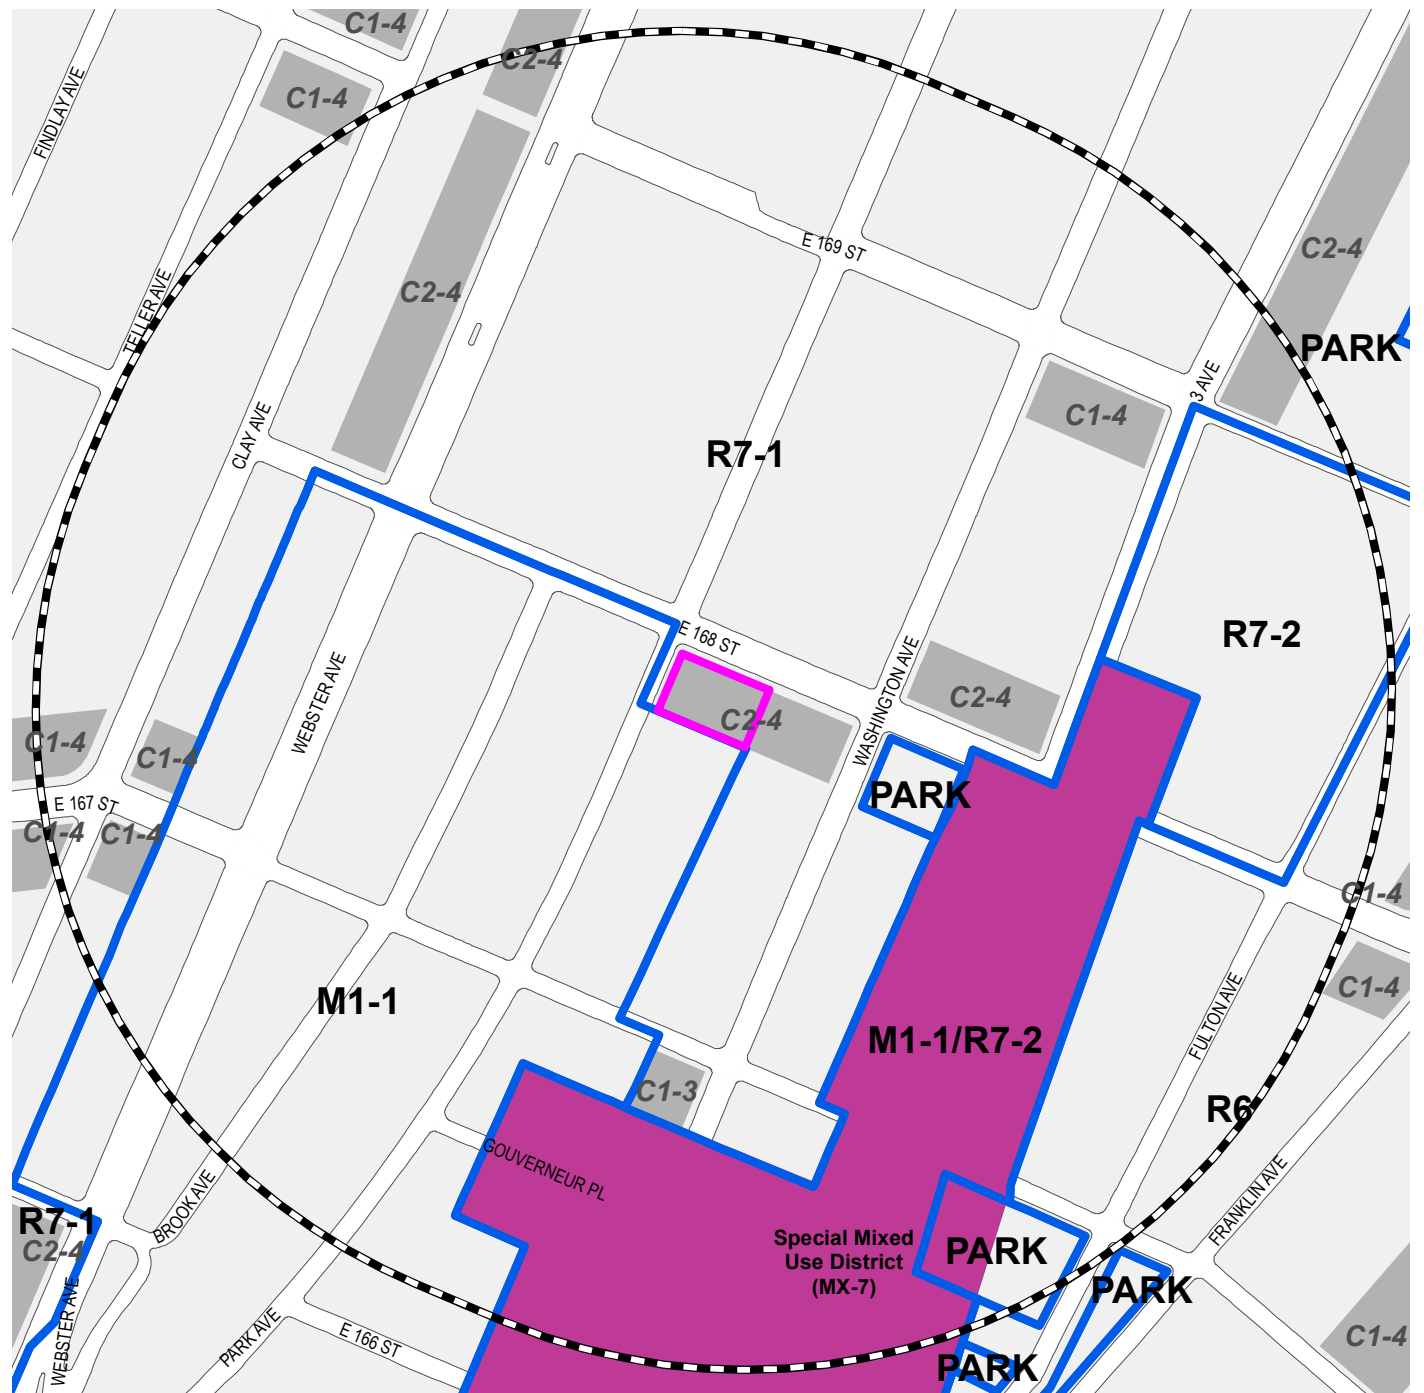 C1-4
C2-4
C1-4
FINDLAY AVE
E 169 ST
C2-4
TELLER AVE
C2-4
PARK
3 AVE
C1-4
CLAY AVE
R7-1
E 168 ST
R7-2
WASHINGTON AVE
WEBSTER AVE
C2-4
C2-4
C1-4
C1-4
PARK
E 167 ST
C1-4
C1-4
C1-4
C1-4
M1-1
FULTON AVE
M1-1/R7-2
C1-3
R6
GOUVERNEUR PL
FRANKLIN AVE
BROOK AVE
R7-1
C2-4
Special Mixed
Use District
(MX-7)
PARK
PARK
WEBSTER AVE
PARK AVE
E 166 ST
C1-4
PARK